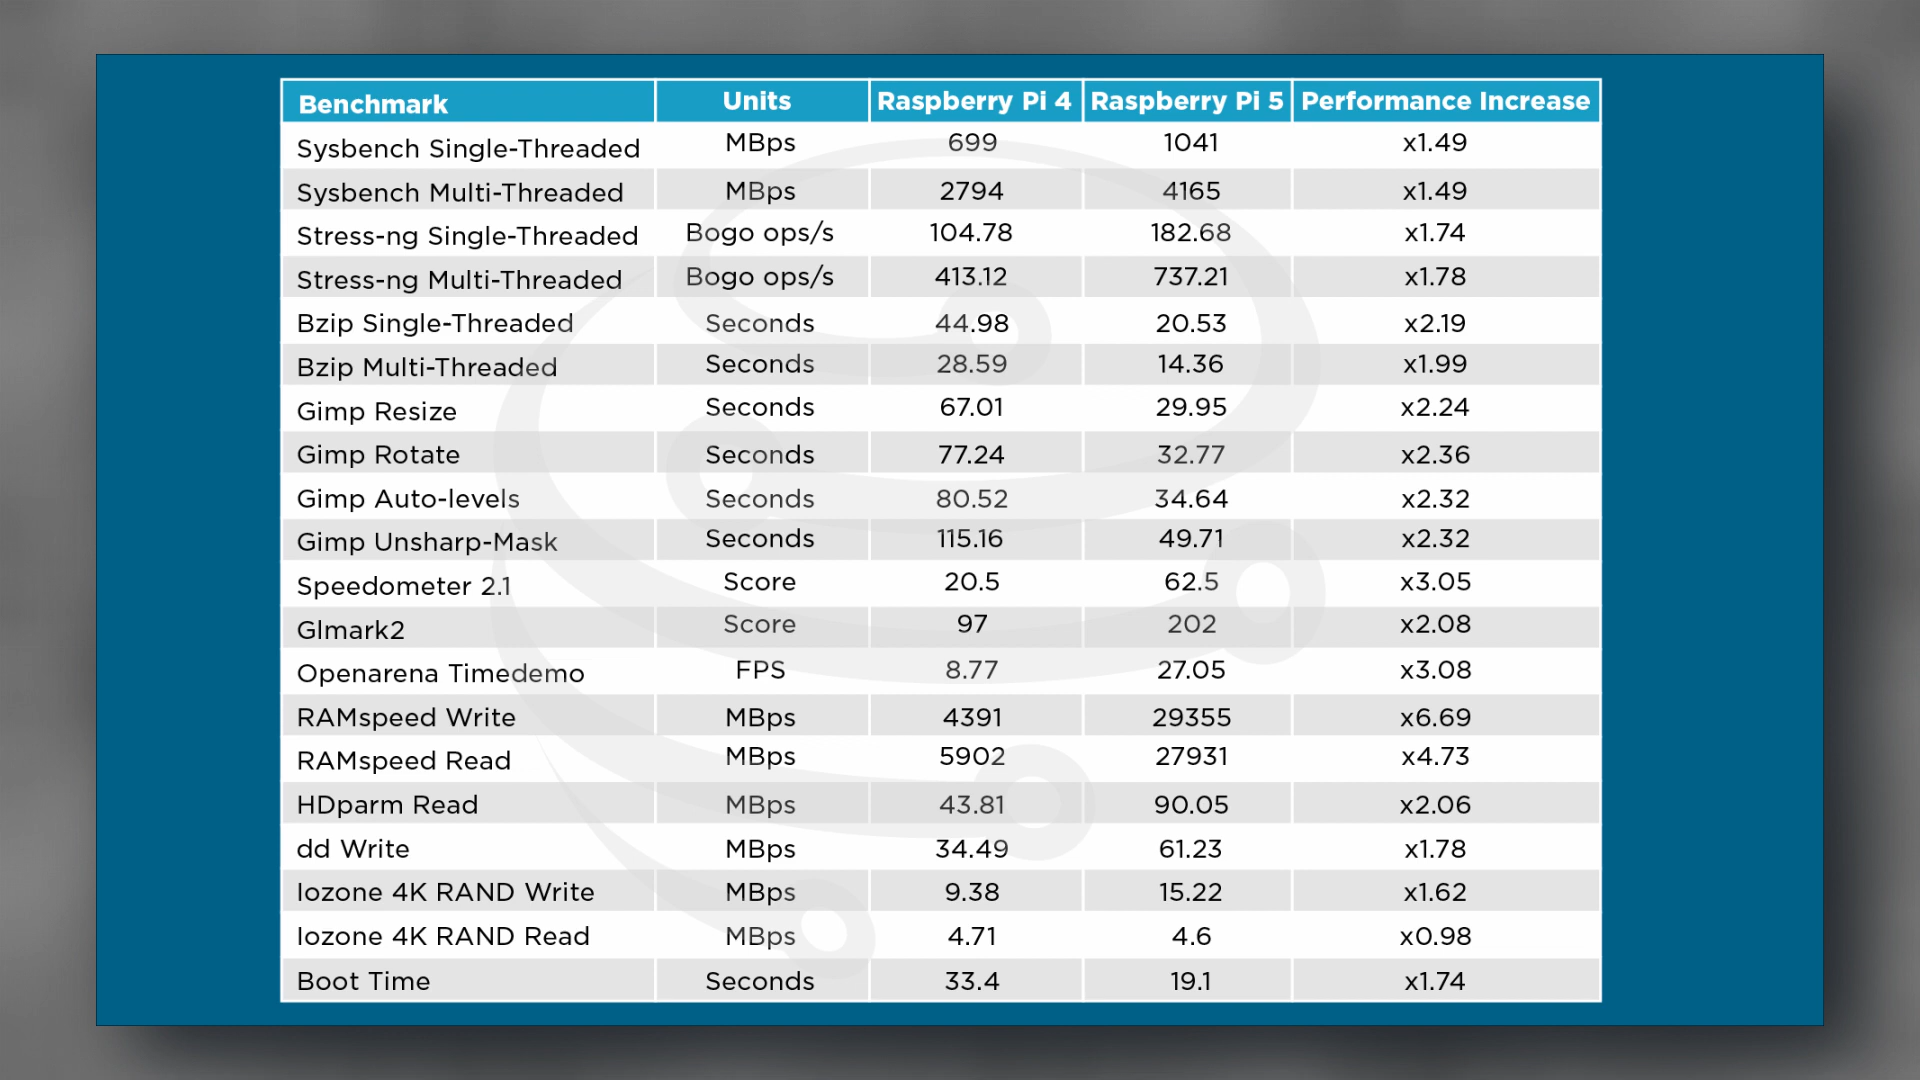 Benchmark Units Raspberry Pi 4 Raspberry Pi 5 Performance Increase
Sysbench Single-Threaded MBps 699 1041 x1.49
Sysbench Multi-Threaded MBps 2794 4165 x1.49
Stress-ng Single-Threaded Bogo ops/s 104.78 182.68 x1.74
Stress-ng Multi-Threaded Bogo ops/s 413.12 737.21 x1.78
Bzip Single-Threaded Seconds 44.98 20.53 x2.19
Bzip Multi-Threaded Seconds 28.59 14.36 x1.99
Gimp Resize Seconds 67.01 29.95 x2.24
Gimp Rotate Seconds 77.24 32.77 x2.36
Gimp Auto-levels Seconds 80.52 34.64 x2.32
Gimp Unsharp-Mask Seconds 115.16 49.71 x2.32
Speedometer 2.1 Score 20.5 62.5 x3.05
Glmark2 Score 97 202 x2.08
Openarena Timedemo FPS 8.77 27.05 x3.08
RAMspeed Write MBps 4391 29355 x6.69
RAMspeed Read MBps 5902 27931 x4.73
HDparm Read MBps 43.81 90.05 x2.06
dd Write MBps 34.49 61.23 x1.78
Iozone 4K RAND Write MBps 9.38 15.22 x1.62
Iozone 4K RAND Read MBps 4.71 4.6 x0.98
Boot Time Seconds 33.4 19.1 x1.74